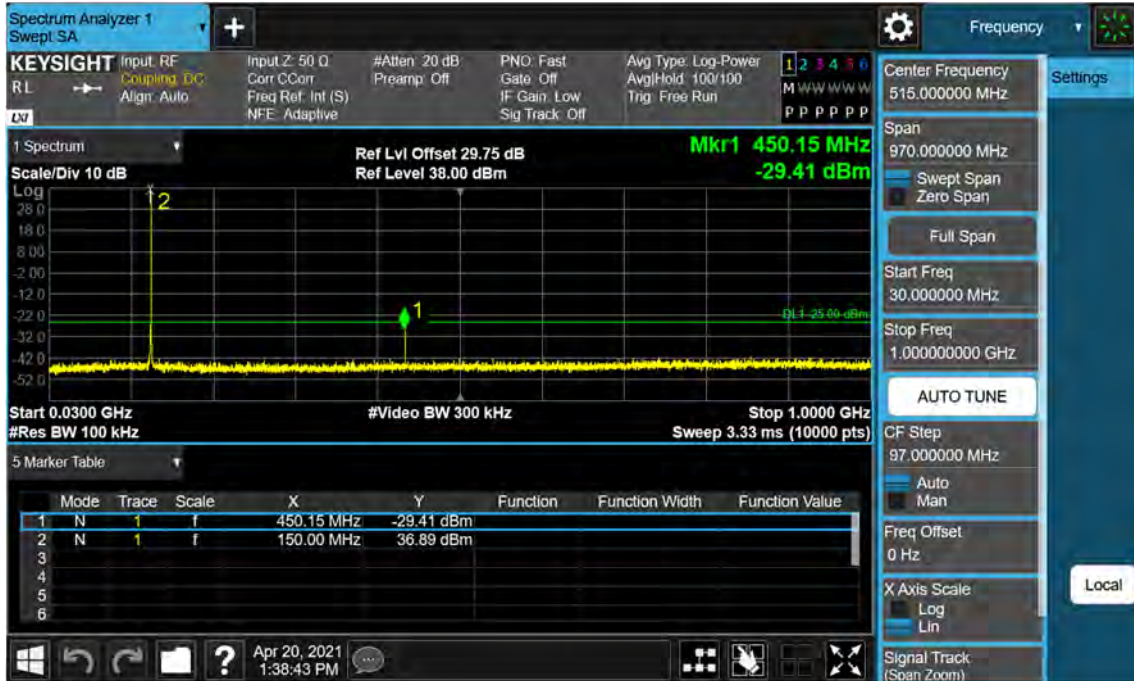 Spectrum Analyzer 1
Swept SA
+
Frequency
KEYSIGHT
RL
LXI
Input: RF
Coupling: DC
Align: Auto
Input Z: 50 Ω
Corr CCorr
Freq Ref: Int (S)
NFE: Adaptive
#Atten: 20 dB
Preamp: Off
PNO: Fast
Gate: Off
IF Gain: Low
Sig Track: Off
Avg Type: Log-Power
Avg|Hold: 100/100
Trig: Free Run
1 2 3 4 5 6
M W W W W W
P P P P P P
1 Spectrum
Scale/Div 10 dB
Ref Lvl Offset 29.75 dB
Ref Level 38.00 dBm
Mkr1 450.15 MHz
-29.41 dBm
Log
28.0
18.0
8.00
-2.00
-12.0
-22.0
-32.0
-42.0
-52.0
2
1
DL1 -25.00 dBm
Start 0.0300 GHz
#Res BW 100 kHz
#Video BW 300 kHz
Stop 1.0000 GHz
Sweep 3.33 ms (10000 pts)
5 Marker Table
Mode Trace Scale X Y Function Function Width Function Value
1 N 1 f 450.15 MHz -29.41 dBm
2 N 1 f 150.00 MHz 36.89 dBm
3
4
5
6
?
Apr 20, 2021
1:38:43 PM
Center Frequency
515.000000 MHz
Span
970.000000 MHz
Swept Span
Zero Span
Full Span
Start Freq
30.000000 MHz
Stop Freq
1.000000000 GHz
AUTO TUNE
CF Step
97.000000 MHz
Auto
Man
Freq Offset
0 Hz
X Axis Scale
Log
Lin
Signal Track
(Span Zoom)
Settings
Local